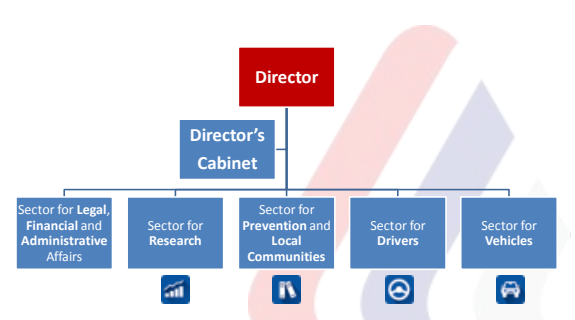 Director
Director's
Cabinet
Sector for Legal,
Financial and
Administrative
Affairs
Sector for
Research
Sector for
Prevention and
Local
Communities
Sector for
Drivers
Sector for
Vehicles